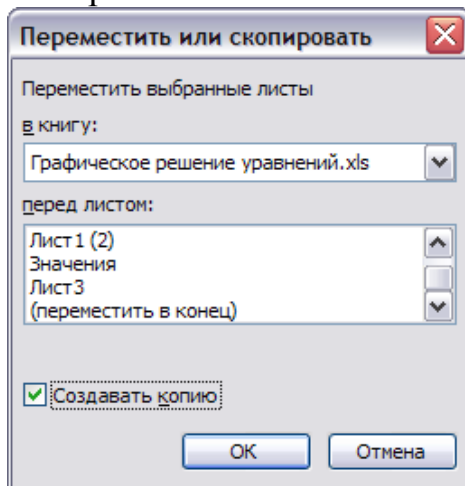 Переместить или скопировать
Переместить выбранные листы
в книгу:
Графическое решение уравнений.xls
перед листом:
Лист1 (2)
Значения
Лист3
(переместить в конец)
Создавать копию
ОК
Отмена